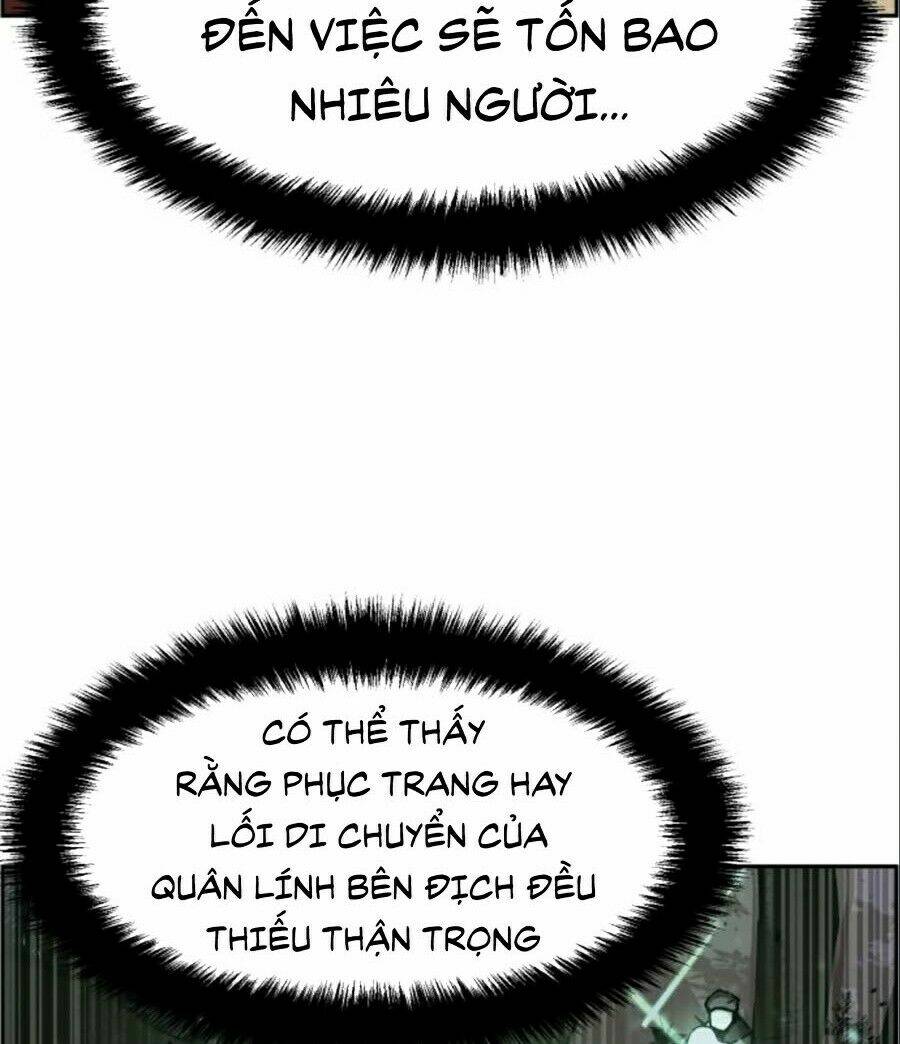 ĐẾN VIỆC SẼ TỐN BAO
NHIÊU NGƯỜI...
CÓ THỂ THẤY
RẰNG PHỤC TRANG HAY
LỐI DI CHUYỂN CỦA
QUÂN LÍNH BÊN ĐỊCH ĐỀU
THIẾU THẬN TRỌNG